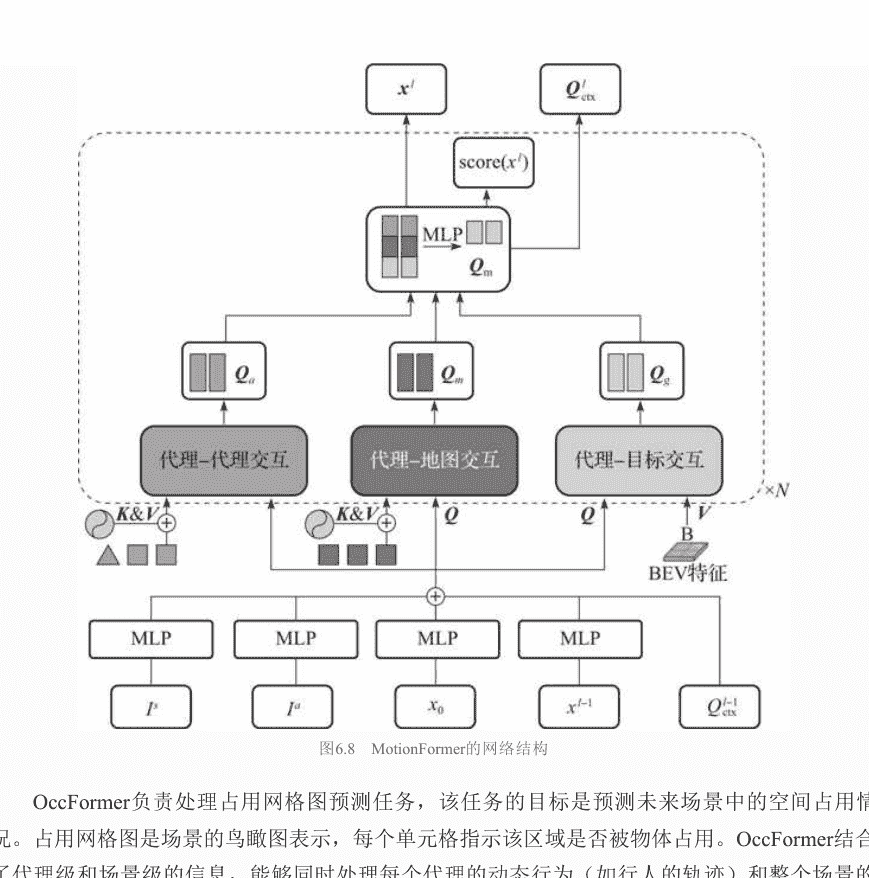 x^l
Q^l_ctx
score(x^l)
MLP
Q_m
Q_a
Q_m
Q_g
代理–代理交互
代理–地图交互
代理–目标交互
×N
K&V
K&V
Q
Q
V
B
BEV特征
MLP
MLP
MLP
MLP
I^s
I^a
x_0
x^{l-1}
Q^{l-1}_ctx
图6.8 MotionFormer的网络结构
OccFormer负责处理占用网格图预测任务，该任务的目标是预测未来场景中的空间占用情
况。占用网格图是场景的鸟瞰图表示，每个单元格指示该区域是否被物体占用。OccFormer结合
了代理级和场景级的信息，能够同时处理每个代理的动态行为（如行人的轨迹）和整个场景的